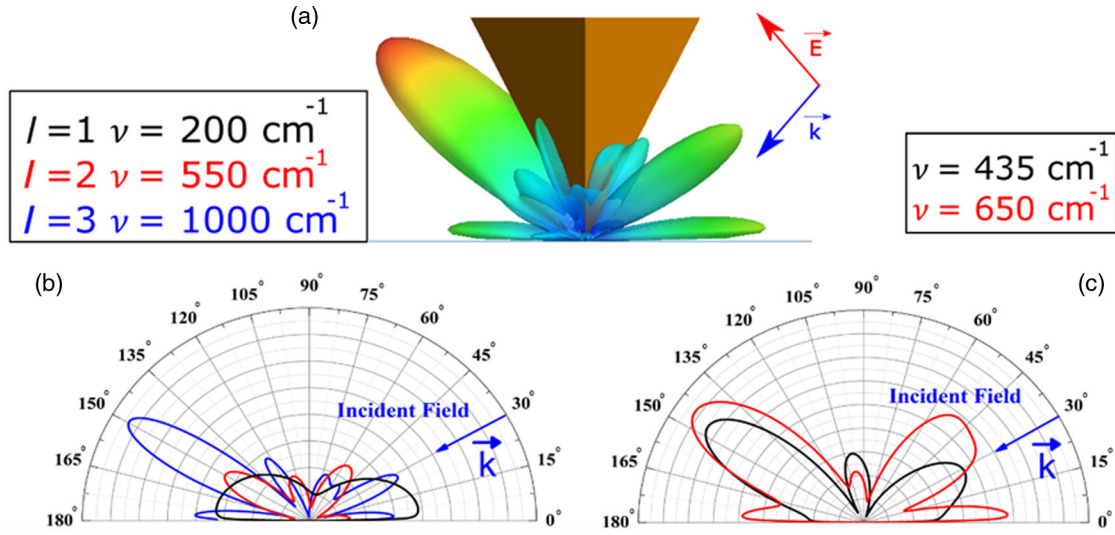 (a)
E
k
l =1 ν = 200 cm-1
l =2 ν = 550 cm-1
l =3 ν = 1000 cm-1
ν = 435 cm-1
ν = 650 cm-1
(b)
90°
105°
75°
120°
60°
135°
45°
150°
30°
165°
15°
180°
0°
Incident Field
k
(c)
90°
105°
75°
120°
60°
135°
45°
150°
30°
165°
15°
180°
0°
Incident Field
k